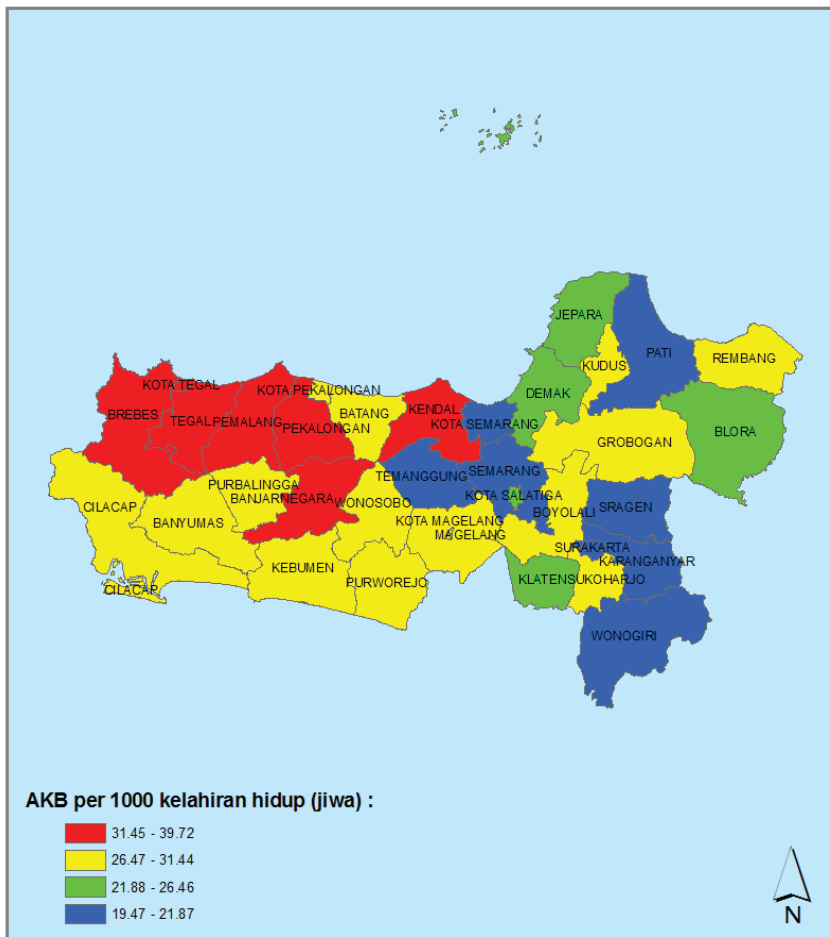 JEPARA
PATI
KUDUS
REMBANG
KOTA TEGAL
KOTA PEKALONGAN
DEMAK
BREBES
BATANG
KENDAL
TEGAL
PEMALANG
PEKALONGAN
KOTA SEMARANG
BLORA
GROBOGAN
TEMANGGUNG
SEMARANG
PURBALINGGA
BANJARNEGARA
WONOSOBO
KOTA SALATIGA
CILACAP
BOYOLALI
SRAGEN
BANYUMAS
KOTA MAGELANG
MAGELANG
SURAKARTA
KARANGANYAR
KEBUMEN
PURWOREJO
KLATEN
SUKOHARJO
CILACAP
WONOGIRI
AKB per 1000 kelahiran hidup (jiwa) :
31.45 - 39.72
26.47 - 31.44
21.88 - 26.46
19.47 - 21.87
N